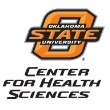 OKLAHOMA
STATE
UNIVERSITY
CENTER
FOR HEALTH
SCIENCES